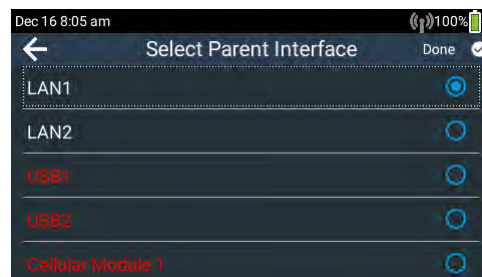 Dec 16 8:05 am 100%
Select Parent Interface Done
LAN1
LAN2
USB1
USB2
Cellular Module 1